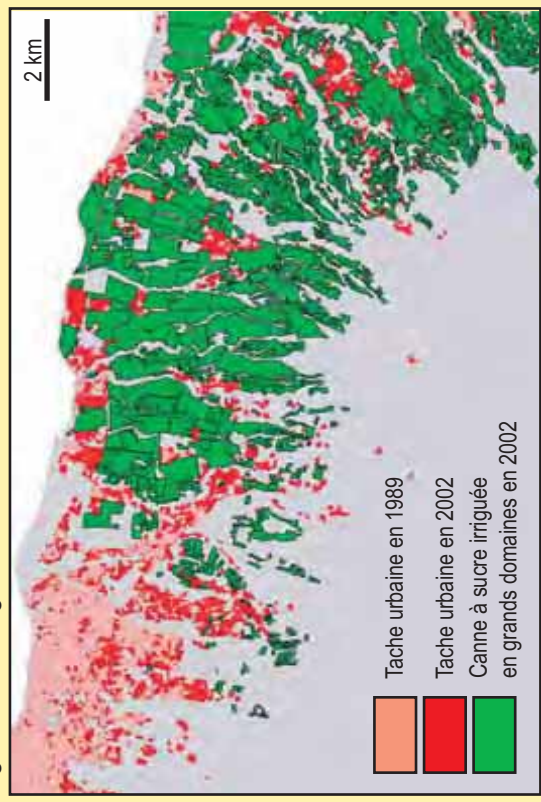 2 km
Tache urbaine en 1989
Tache urbaine en 2002
Canne à sucre irriguée
en grands domaines en 2002